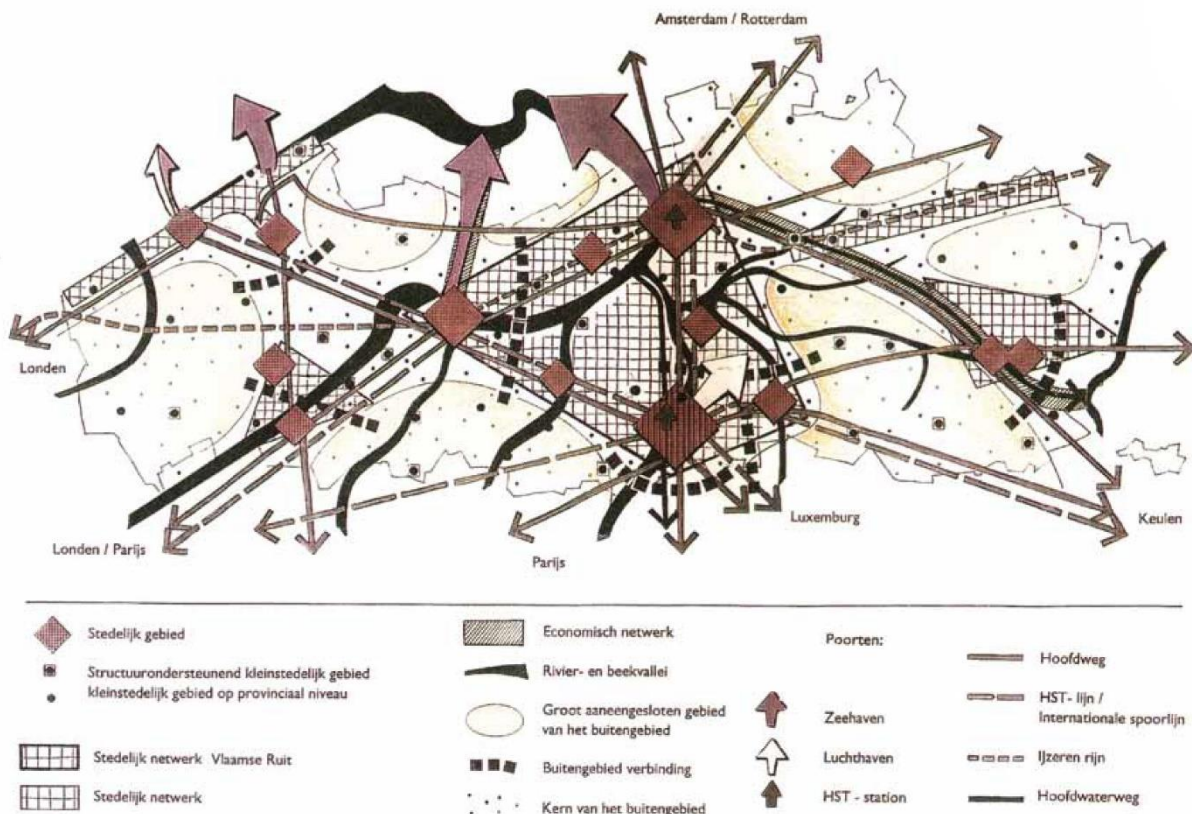 Amsterdam / Rotterdam
Londen
Londen / Parijs
Parijs
Luxemburg
Keulen
Stedelijk gebied
Structuurondersteunend kleinstedelijk gebied
kleinstedelijk gebied op provinciaal niveau
Stedelijk netwerk Vlaamse Ruit
Stedelijk netwerk
Economisch netwerk
Rivier- en beekvallei
Groot aaneengesloten gebied
van het buitengebied
Buitengebied verbinding
Kern van het buitengebied
Poorten:
Zeehaven
Luchthaven
HST - station
Hoofdweg
HST- lijn /
Internationale spoorlijn
IJzeren rijn
Hoofdwaterweg